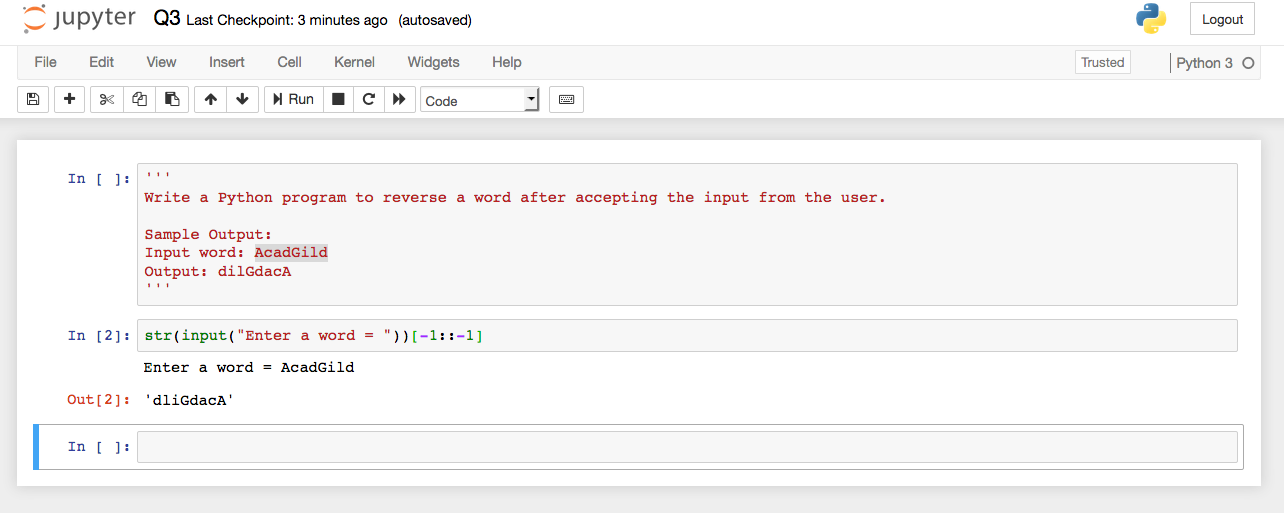 jupyter Q3 Last Checkpoint: 3 minutes ago (autosaved) Logout
File Edit View Insert Cell Kernel Widgets Help Trusted Python 3
Run Code
In [ ]: '''
Write a Python program to reverse a word after accepting the input from the user.
Sample Output:
Input word: AcadGild
Output: dilGdacA
'''
In [2]: str(input("Enter a word = "))[-1::-1]
Enter a word = AcadGild
Out[2]: 'dliGdacA'
In [ ]: